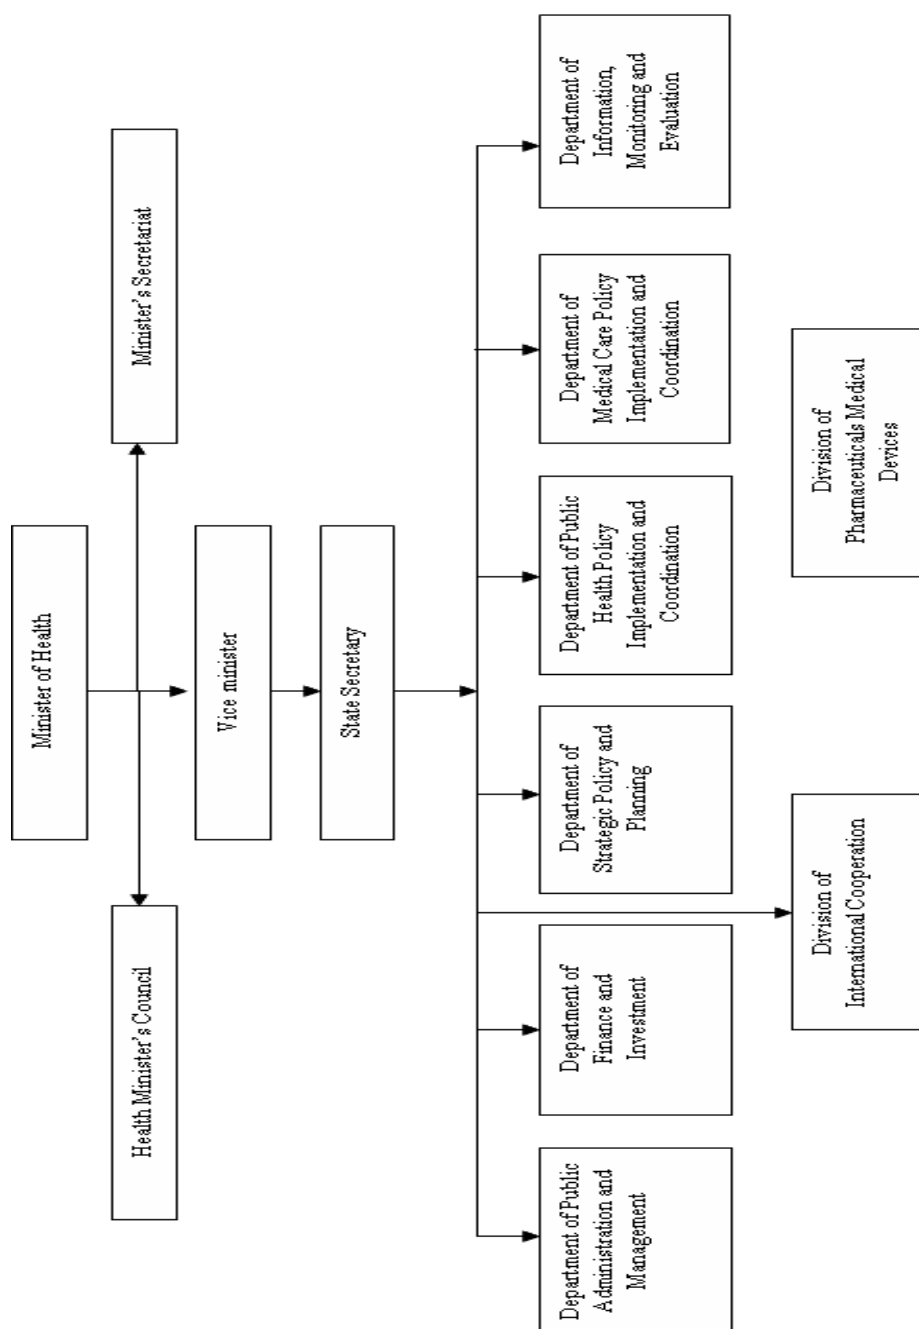 Minister of Health
Health Minister's Council
Minister's Secretariat
Vice minister
State Secretary
Department of Public
Administration and
Management
Department of
Finance and
Investment
Department of
Strategic Policy and
Planning
Department of Public
Health Policy
Implementation and
Coordination
Department of
Medical Care Policy
Implementation and
Coordination
Department of
Information,
Monitoring and
Evaluation
Division of
International Cooperation
Division of
Pharmaceuticals Medical
Devices